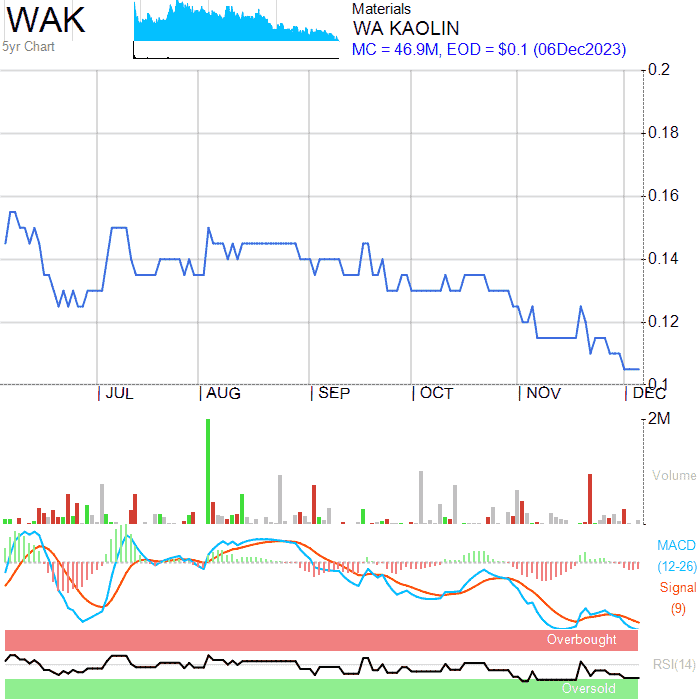 WAK
5yr Chart
Materials
WA KAOLIN
MC = 46.9M, EOD = $0.1 (06Dec2023)
0.2
0.18
0.16
0.14
0.12
0.1
JUL
AUG
SEP
OCT
NOV
DEC
2M
Volume
MACD
(12-26)
Signal
(9)
Overbought
RSI(14)
Oversold